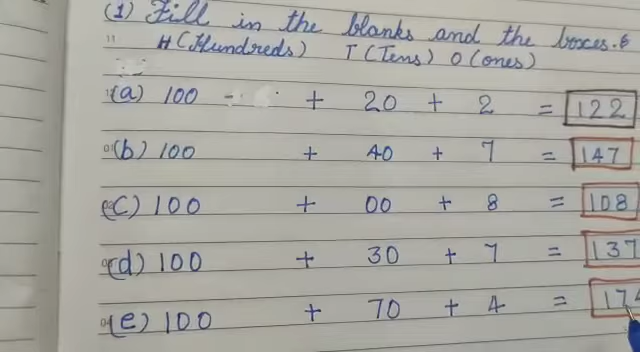 (1) Fill in the blanks and the boxes.
H (Hundreds) T (Tens) O (ones)
(a) 100 + 20 + 2 = 122
(b) 100 + 40 + 7 = 147
(c) 100 + 00 + 8 = 108
(d) 100 + 30 + 7 = 137
(e) 100 + 70 + 4 = 174